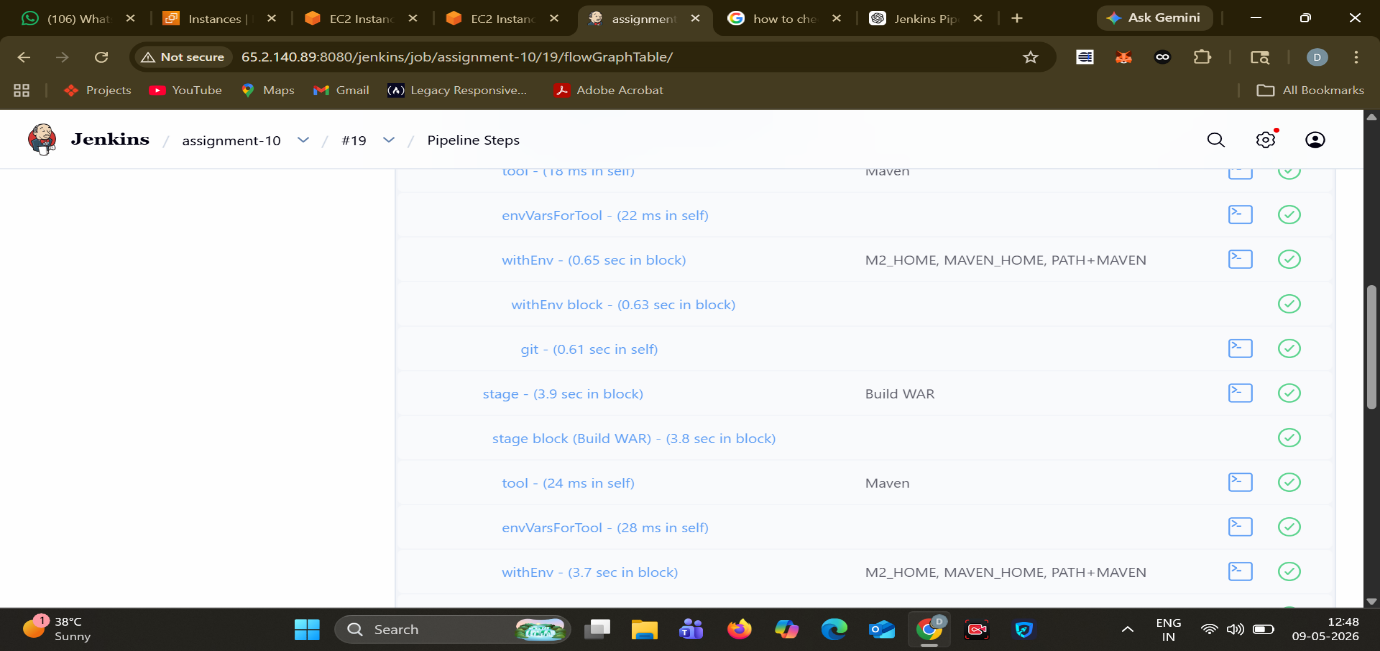 (106) What
Instances |
EC2 Instanc
EC2 Instanc
assignment
how to che
Jenkins Pip
Ask Gemini
Not secure 65.2.140.89:8080/jenkins/job/assignment-10/19/flowGraphTable/
D
Projects YouTube Maps Gmail Legacy Responsive... Adobe Acrobat All Bookmarks
Jenkins / assignment-10 / #19 / Pipeline Steps
tool - (18 ms in self) Maven
envVarsForTool - (22 ms in self)
withEnv - (0.65 sec in block) M2_HOME, MAVEN_HOME, PATH+MAVEN
withEnv block - (0.63 sec in block)
git - (0.61 sec in self)
stage - (3.9 sec in block) Build WAR
stage block (Build WAR) - (3.8 sec in block)
tool - (24 ms in self) Maven
envVarsForTool - (28 ms in self)
withEnv - (3.7 sec in block) M2_HOME, MAVEN_HOME, PATH+MAVEN
1
38°C
Sunny
Search
D
ENG
IN
12:48
09-05-2026